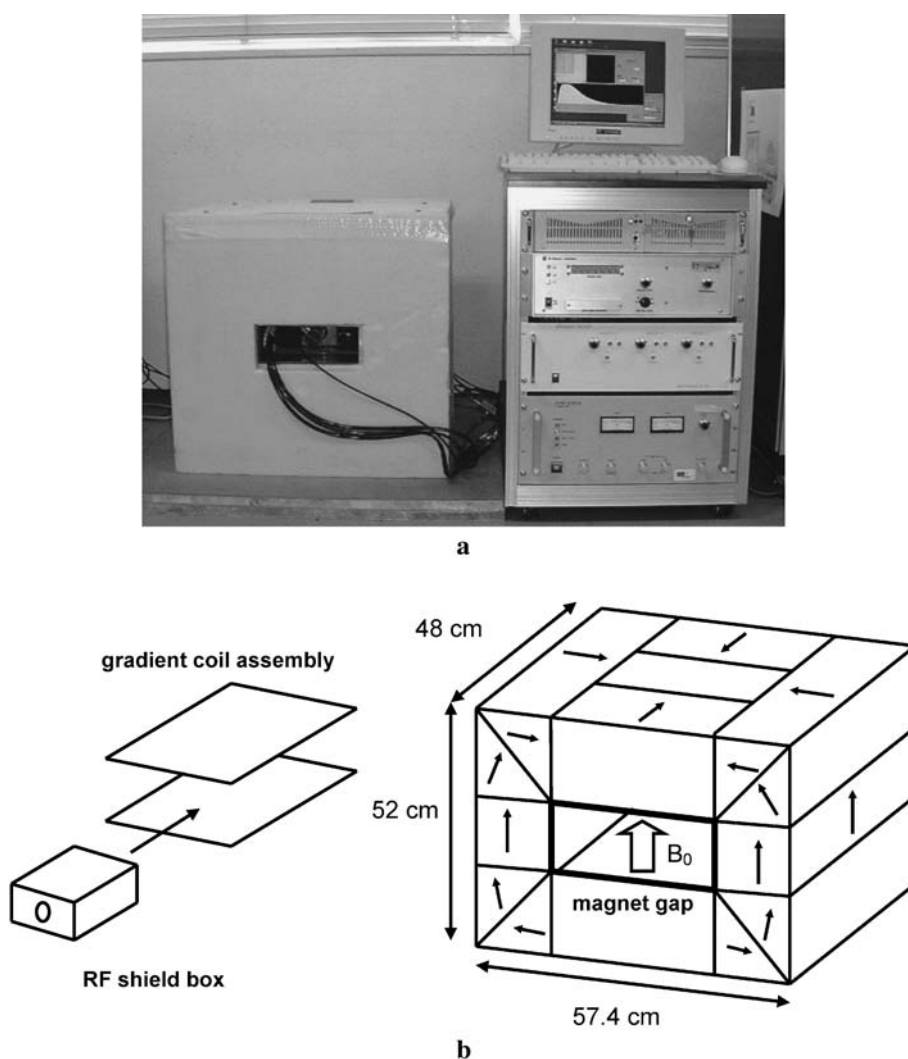 a
48 cm
gradient coil assembly
52 cm
B₀
magnet gap
RF shield box
57.4 cm
b